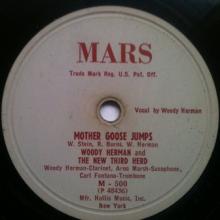 MARS
Trade Mark Reg. U.S. Pat. Off.
Vocal by Woody Herman
MOTHER GOOSE JUMPS
W. Stein, R. Burns, W. Herman
WOODY HERMAN AND
THE NEW THIRD HERD
Woody Herman-Clarinet, Arno Marsh-Saxophone,
Carl Fontana-Trombone
M - 500
(P 48436)
Mfr. Hollis Music, Inc.
New York